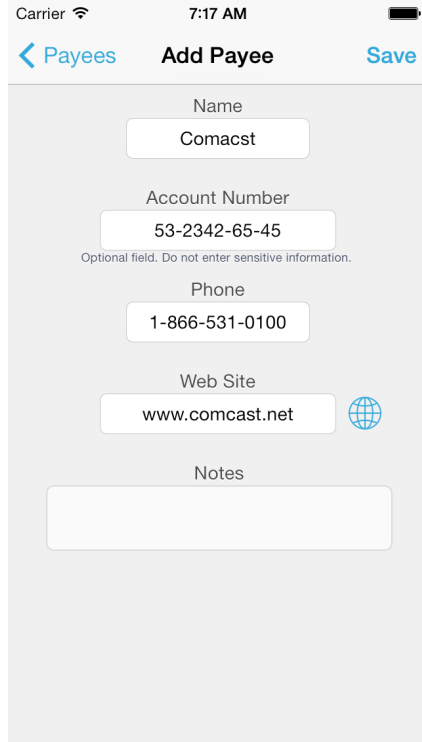 Carrier 7:17 AM
Payees Add Payee Save
Name
Comacst
Account Number
53-2342-65-45
Optional field. Do not enter sensitive information.
Phone
1-866-531-0100
Web Site
www.comcast.net
Notes